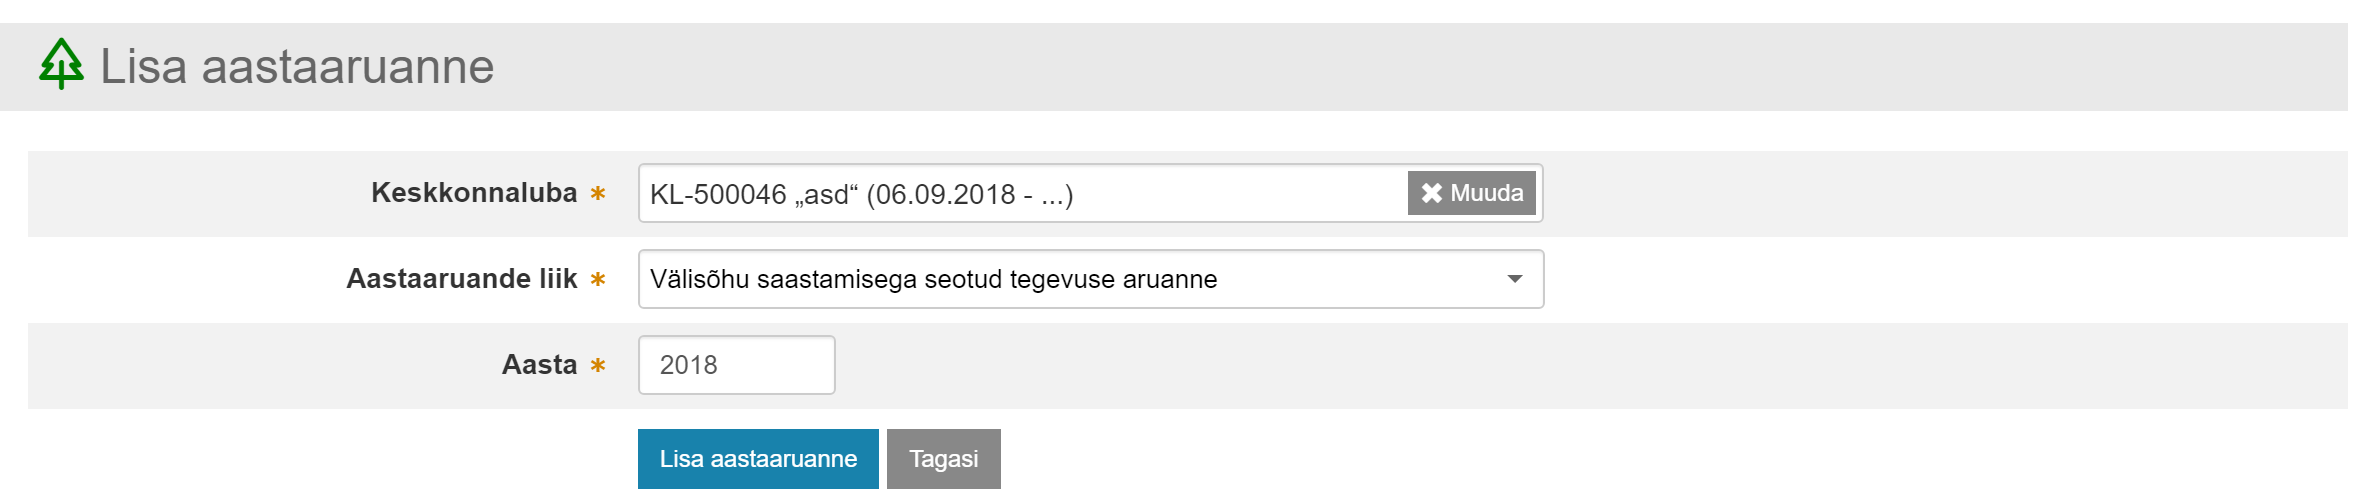 Lisa aastaaruanne
Keskkonnaluba * KL-500046 „asd“ (06.09.2018 - ...) Muuda
Aastaaruande liik * Välisõhu saastamisega seotud tegevuse aruanne
Aasta * 2018
Lisa aastaaruanne Tagasi